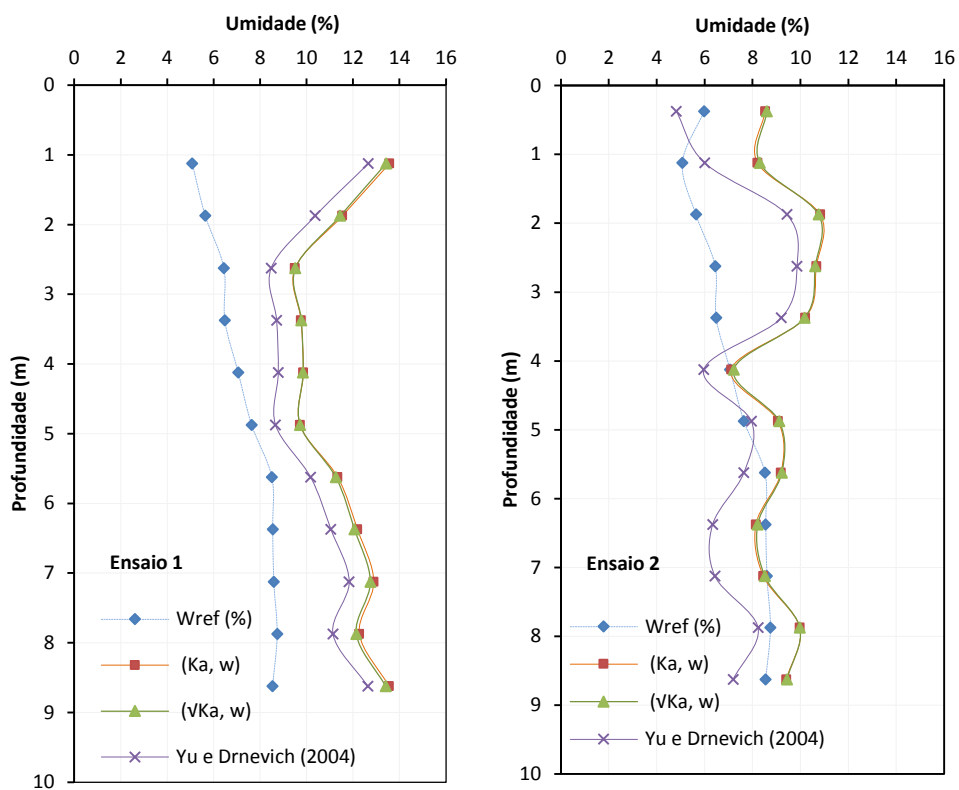 Umidade (%)
0 2 4 6 8 10 12 14 16
0
1
2
3
4
5
6
7
8
9
10
Profundidade (m)
Ensaio 1
Wref (%)
(Ka, w)
(√Ka, w)
Yu e Drnevich (2004)
Umidade (%)
0 2 4 6 8 10 12 14 16
0
1
2
3
4
5
6
7
8
9
10
Profundidade (m)
Ensaio 2
Wref (%)
(Ka, w)
(√Ka, w)
Yu e Drnevich (2004)